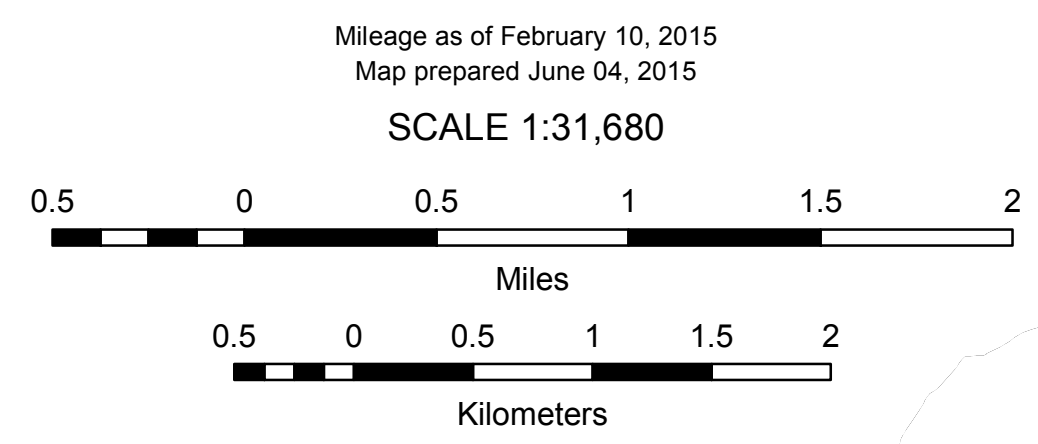 Mileage as of February 10, 2015
Map prepared June 04, 2015
SCALE 1:31,680
0.5 0 0.5 1 1.5 2
Miles
0.5 0 0.5 1 1.5 2
Kilometers